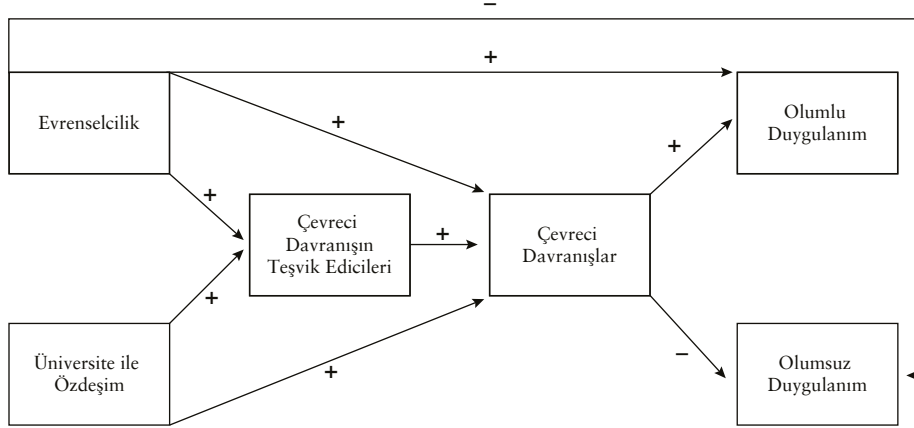 −
+
Evrenselcilik
Olumlu
Duygulanım
+
+
+
Çevreci
Davranışın
Teşvik Edicileri
+
Çevreci
Davranışlar
+
Üniversite ile
Özdeşim
+
−
Olumsuz
Duygulanım